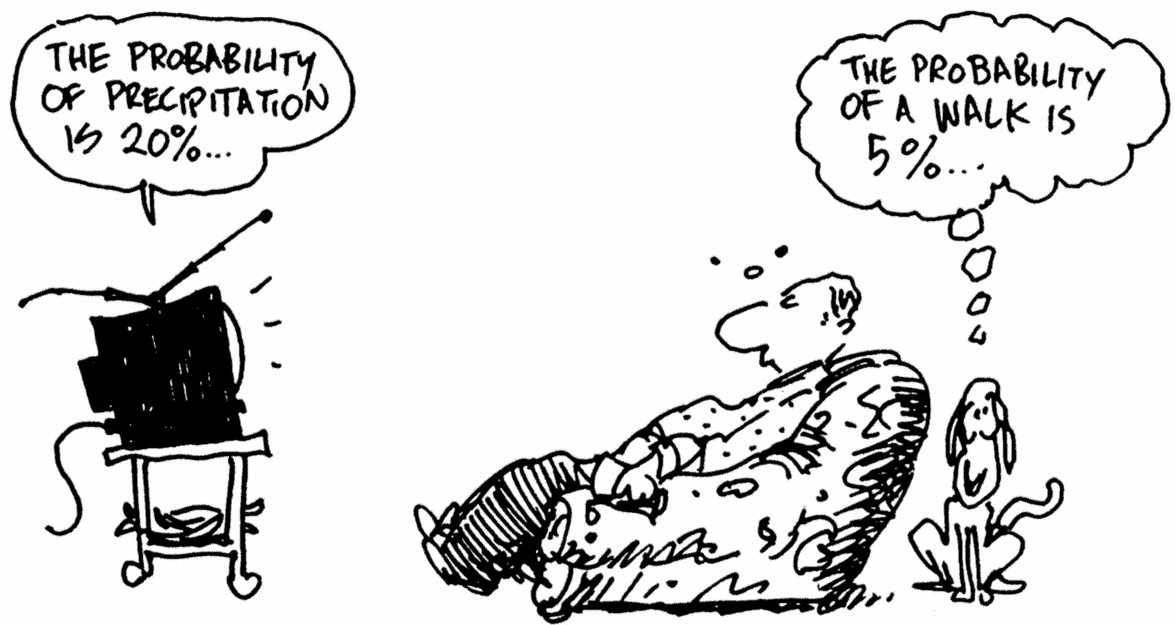 THE PROBABILITY
OF PRECIPITATION
IS 20%...
THE PROBABILITY
OF A WALK IS
5%...